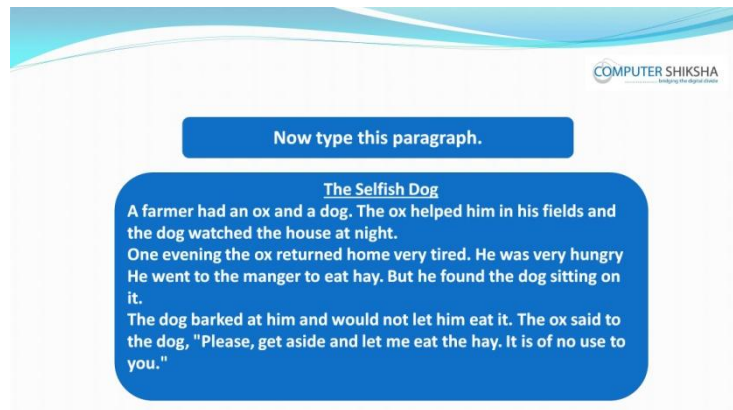 COMPUTER SHIKSHA
bridging the digital divide
Now type this paragraph.
The Selfish Dog
A farmer had an ox and a dog. The ox helped him in his fields and
the dog watched the house at night.
One evening the ox returned home very tired. He was very hungry
He went to the manger to eat hay. But he found the dog sitting on
it.
The dog barked at him and would not let him eat it. The ox said to
the dog, "Please, get aside and let me eat the hay. It is of no use to
you."